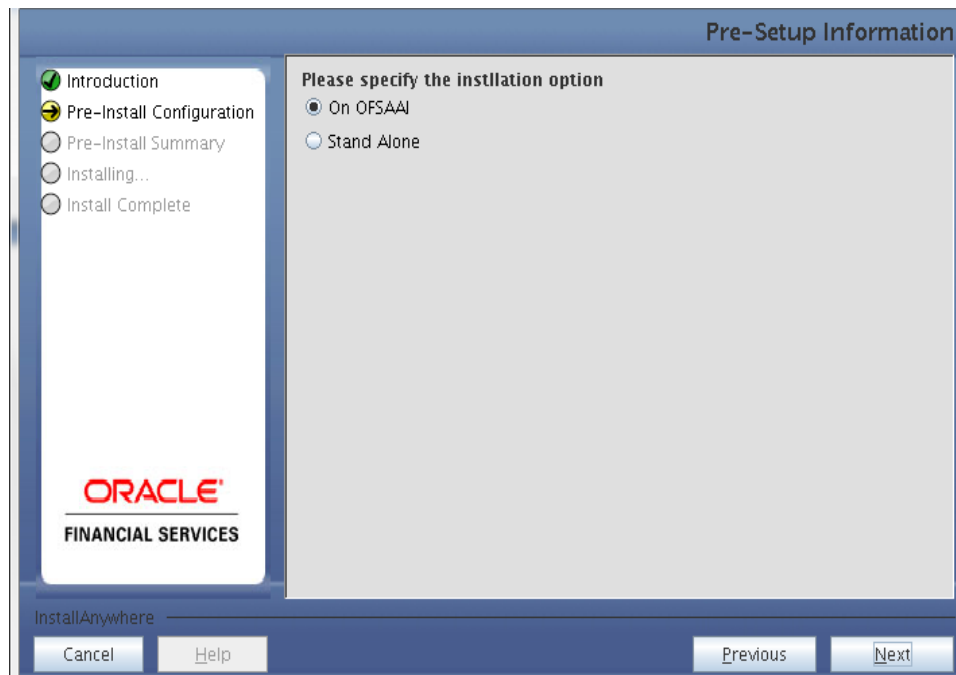 Pre-Setup Information
Introduction
Pre-Install Configuration
Pre-Install Summary
Installing...
Install Complete
Please specify the instllation option
On OFSAAI
Stand Alone
ORACLE'
FINANCIAL SERVICES
InstallAnywhere
Cancel
Help
Previous
Next